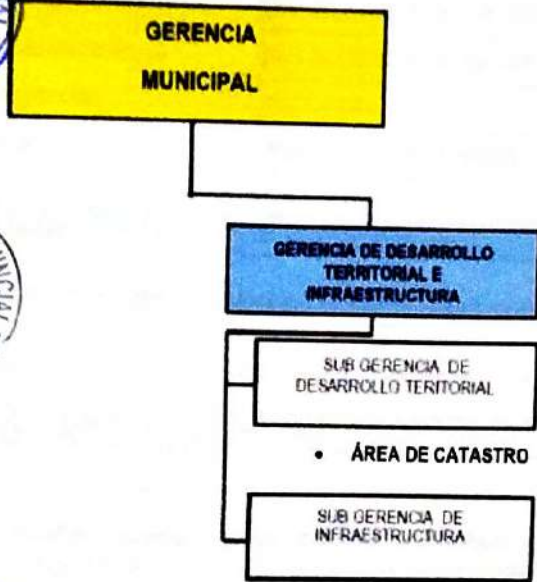 GERENCIA
MUNICIPAL
GERENCIA DE DESARROLLO
TERRITORIAL E
INFRAESTRUCTURA
SUB GERENCIA DE
DESARROLLO TERITORIAL
• ÁREA DE CATASTRO
SUB GERENCIA DE
INFRAESTRUCTURA